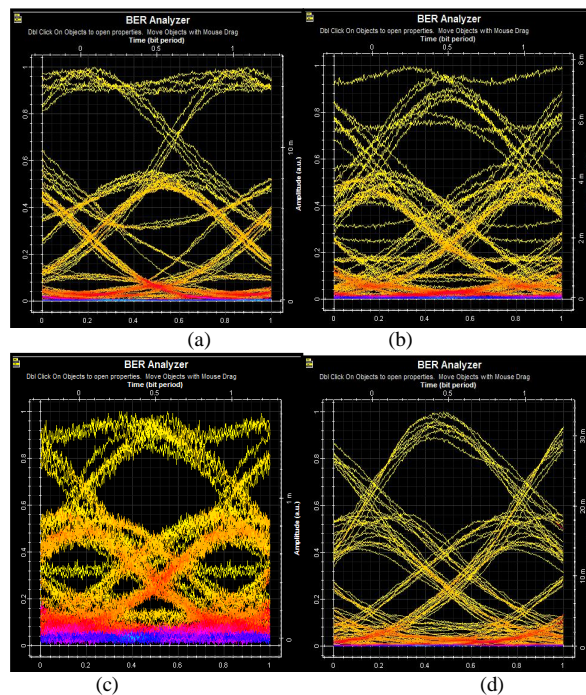 BER Analyzer
Dbl Click On Objects to open properties. Move Objects with Mouse Drag
Time (bit period)
0 0.5 1
1
0.8
0.6
0.4
0.2
0
10 m
0
0 0.2 0.4 0.6 0.8 1
(a)
BER Analyzer
Dbl Click On Objects to open properties. Move Objects with Mouse Drag
Time (bit period)
0 0.5 1
Amplitude (a.u.)
1
0.8
0.6
0.4
0.2
0
8 m
6 m
4 m
2 m
0
0 0.2 0.4 0.6 0.8 1
(b)
BER Analyzer
Dbl Click On Objects to open properties. Move Objects with Mouse Drag
Time (bit period)
0 0.5 1
1
0.8
0.6
0.4
0.2
0
1 m
0
0 0.2 0.4 0.6 0.8 1
(c)
BER Analyzer
Dbl Click On Objects to open properties. Move Objects with Mouse Drag
Time (bit period)
0 0.5 1
Amplitude (a.u.)
1
0.8
0.6
0.4
0.2
0
30 m
20 m
10 m
0
0 0.2 0.4 0.6 0.8 1
(d)